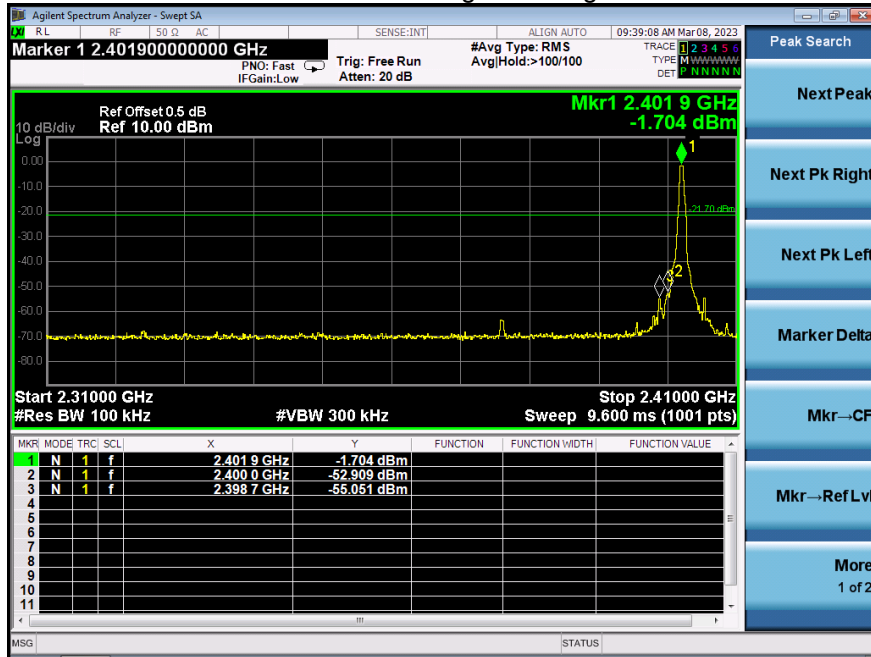 Agilent Spectrum Analyzer - Swept SA
LXI RL RF 50 Ω AC SENSE:INT ALIGN AUTO 09:39:08 AM Mar 08, 2023
Marker 1 2.401900000000 GHz
PNO: Fast
IFGain:Low
Trig: Free Run
Atten: 20 dB
#Avg Type: RMS
Avg|Hold:>100/100
TRACE 1 2 3 4 5 6
TYPE M WWWWW
DET P N N N N N
Peak Search
Mkr1 2.401 9 GHz
-1.704 dBm
Ref Offset 0.5 dB
10 dB/div Ref 10.00 dBm
Log
1
0.00
-10.0
-20.0
-21.70 dBm
-30.0
-40.0
2
-50.0
-60.0
-70.0
-80.0
Start 2.31000 GHz Stop 2.41000 GHz
#Res BW 100 kHz #VBW 300 kHz Sweep 9.600 ms (1001 pts)
MKR MODE TRC SCL X Y FUNCTION FUNCTION WIDTH FUNCTION VALUE
1 N 1 f 2.401 9 GHz -1.704 dBm
2 N 1 f 2.400 0 GHz -52.909 dBm
3 N 1 f 2.398 7 GHz -55.051 dBm
4
5
6
7
8
9
10
11
MSG STATUS
Next Peak
Next Pk Right
Next Pk Left
Marker Delta
Mkr→CF
Mkr→Ref Lvl
More
1 of 2